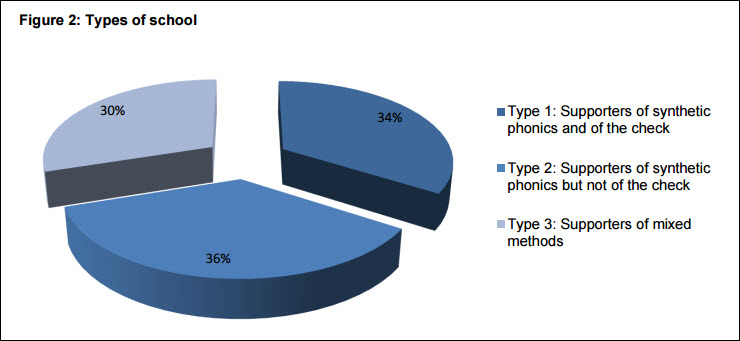 Figure 2: Types of school
30%
34%
36%
Type 1: Supporters of synthetic
phonics and of the check
Type 2: Supporters of synthetic
phonics but not of the check
Type 3: Supporters of mixed
methods